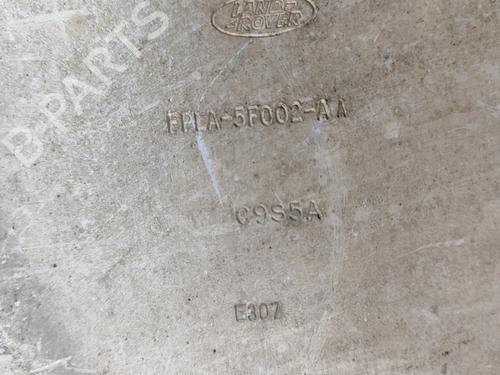 LAND-
-ROVER
FPLA-5F002-AA
C9S5A
E307
B-PARTS